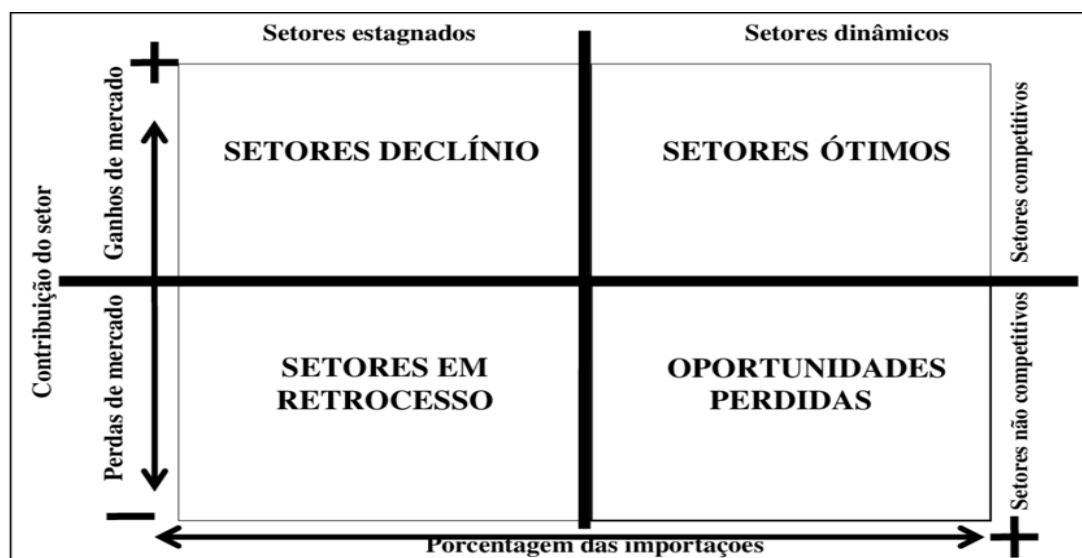 Setores estagnados
Setores dinâmicos
Contribuição do setor
Ganhos de mercado
Perdas de mercado
SETORES DECLÍNIO
SETORES ÓTIMOS
Setores competitivos
SETORES EM
RETROCESSO
OPORTUNIDADES
PERDIDAS
Setores não competitivos
Porcentagem das importações